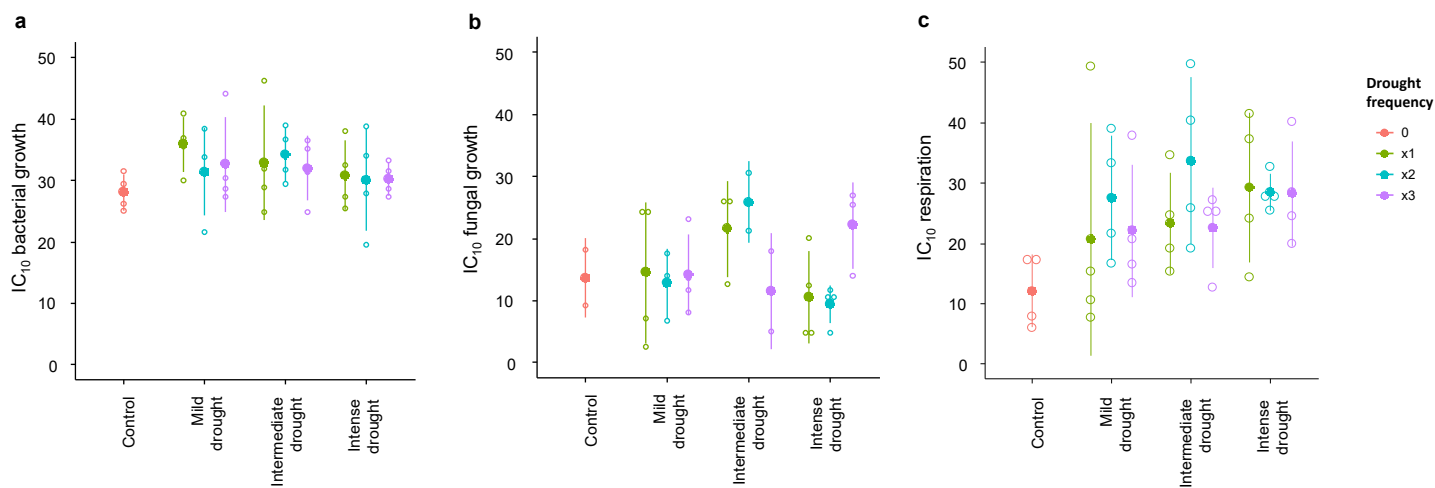 a
50
40
30
20
10
0
IC₁₀ bacterial growth
Control
Mild
drought
Intermediate
drought
Intense
drought
b
50
40
30
20
10
0
IC₁₀ fungal growth
Control
Mild
drought
Intermediate
drought
Intense
drought
c
50
40
30
20
10
0
IC₁₀ respiration
Control
Mild
drought
Intermediate
drought
Intense
drought
Drought
frequency
0
x1
x2
x3